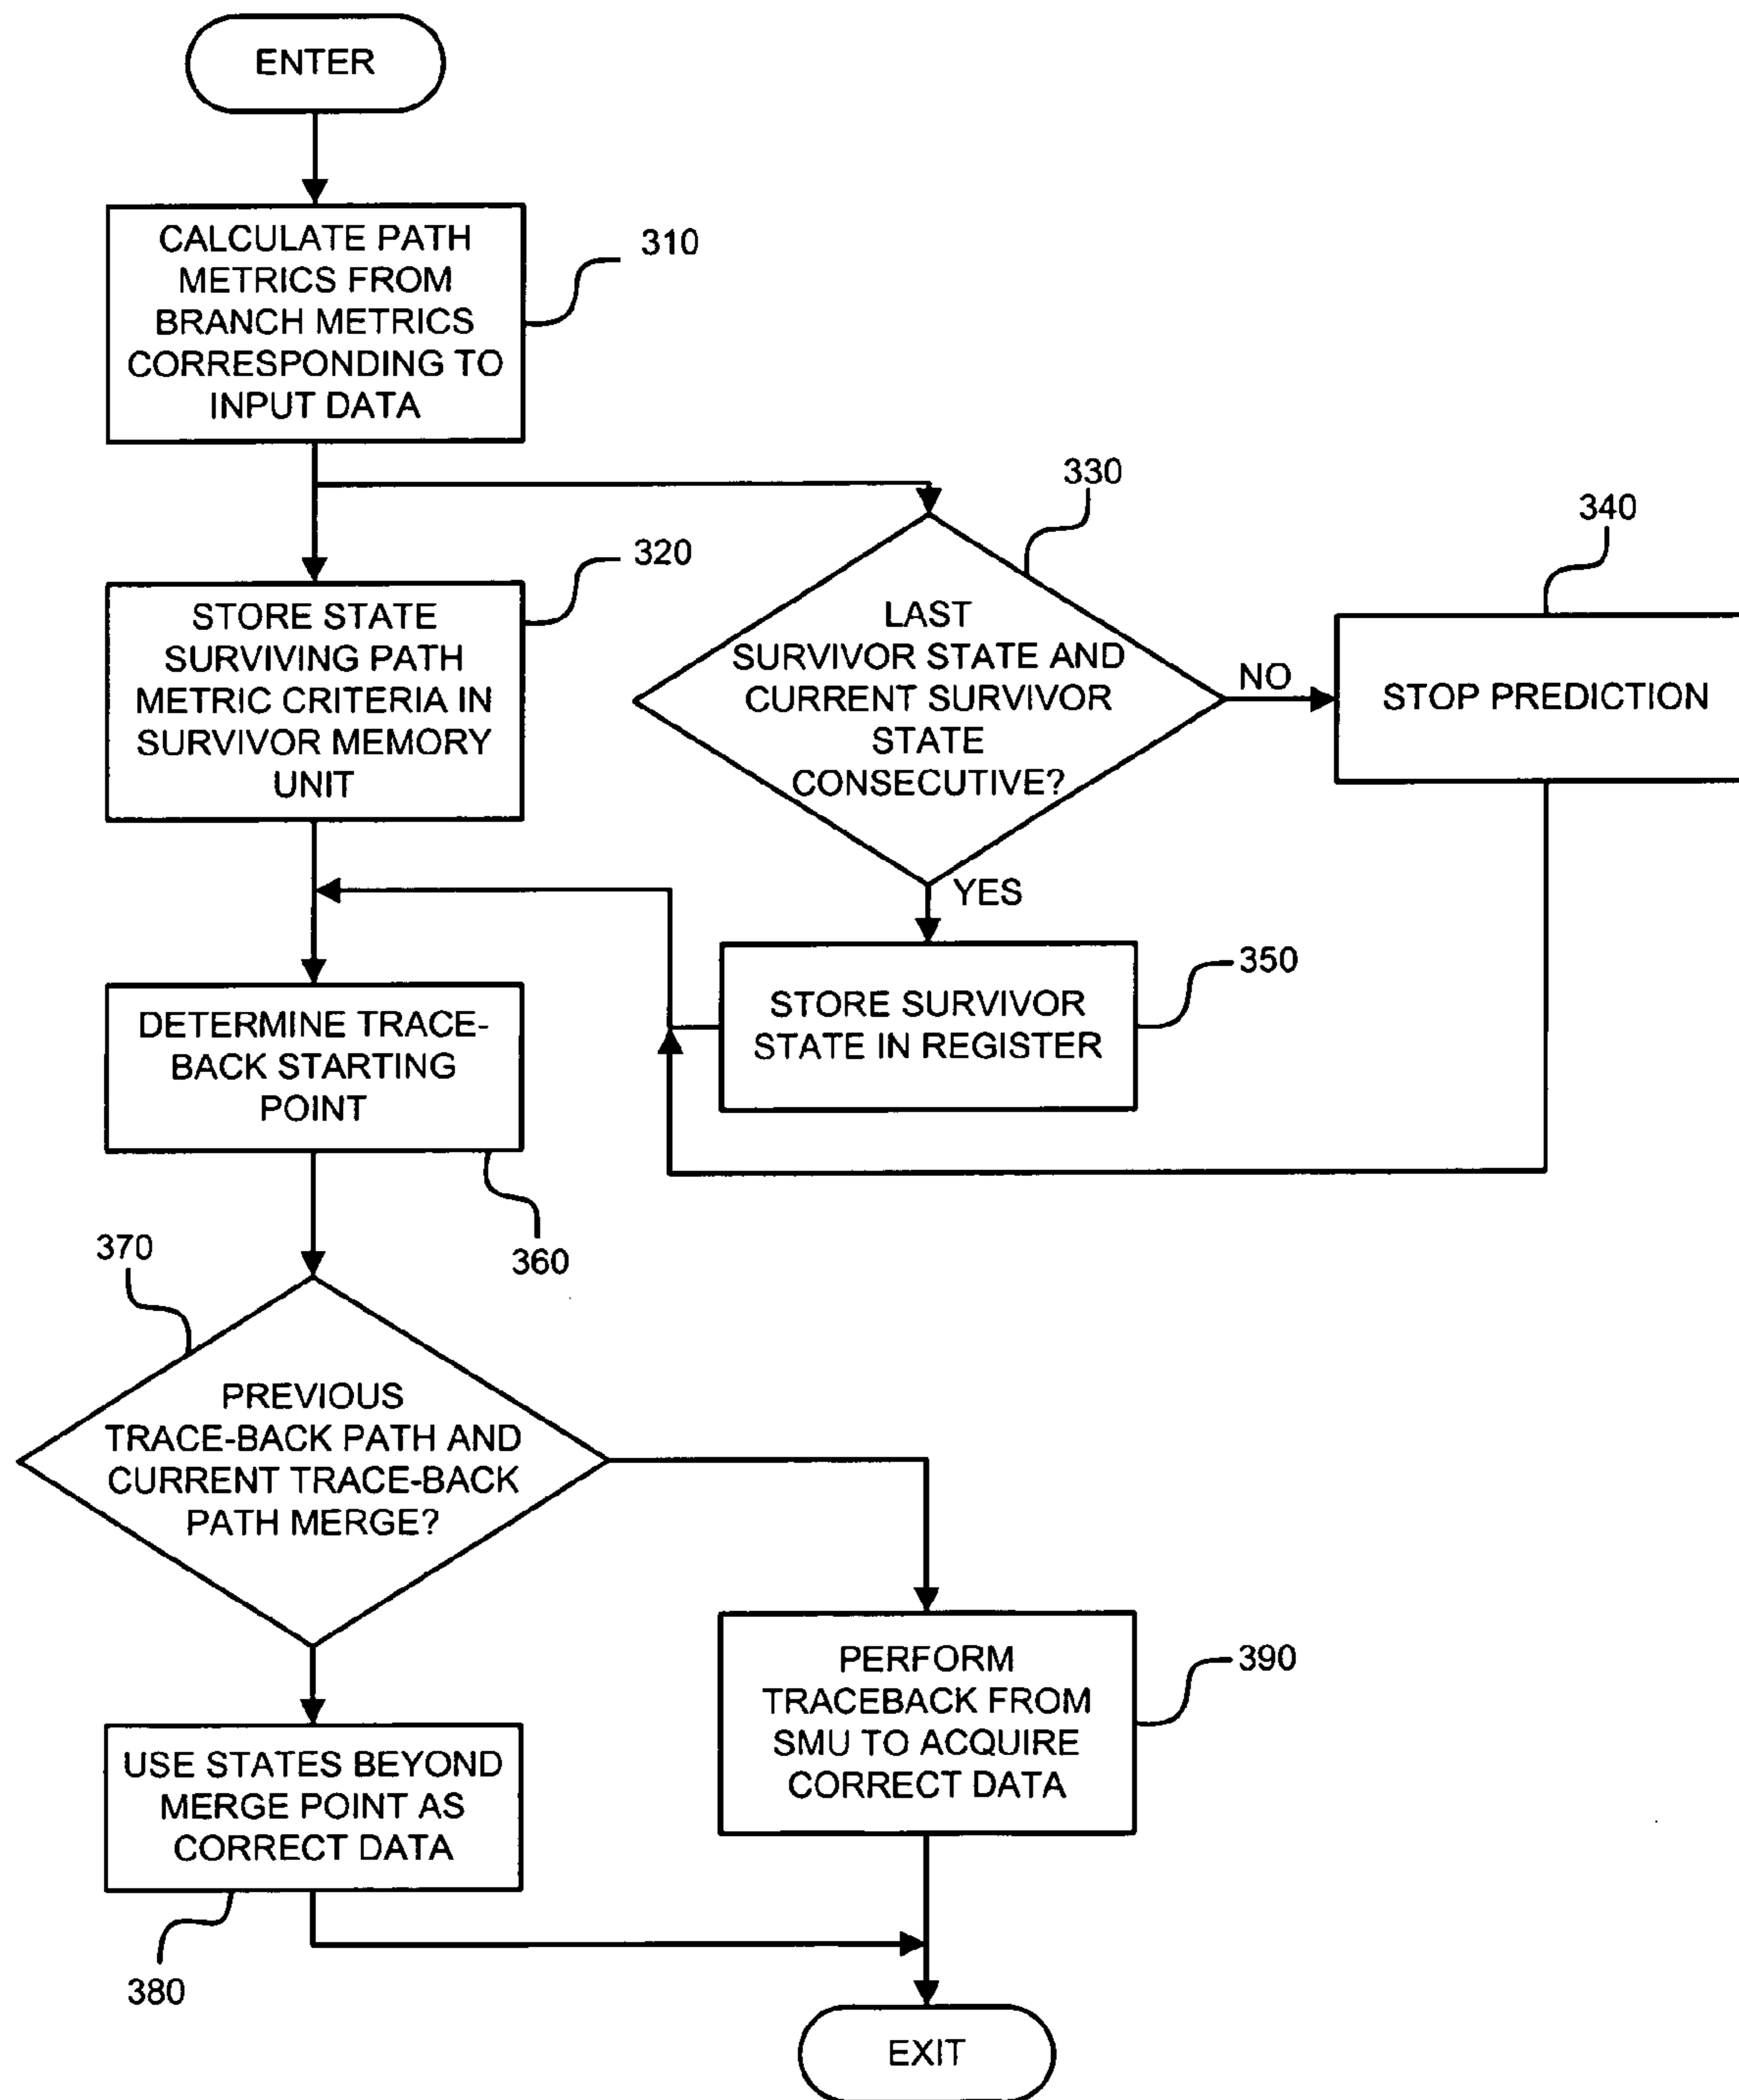 ENTER
CALCULATE PATH
METRICS FROM
BRANCH METRICS
CORRESPONDING TO
INPUT DATA
310
330
340
320
STORE STATE
SURVIVING PATH
METRIC CRITERIA IN
SURVIVOR MEMORY
UNIT
LAST
SURVIVOR STATE AND
CURRENT SURVIVOR
STATE
CONSECUTIVE?
NO
STOP PREDICTION
YES
STORE SURVIVOR
STATE IN REGISTER
350
DETERMINE TRACE-
BACK STARTING
POINT
360
370
PREVIOUS
TRACE-BACK PATH AND
CURRENT TRACE-BACK
PATH MERGE?
PERFORM
TRACEBACK FROM
SMU TO ACQUIRE
CORRECT DATA
390
USE STATES BEYOND
MERGE POINT AS
CORRECT DATA
380
EXIT